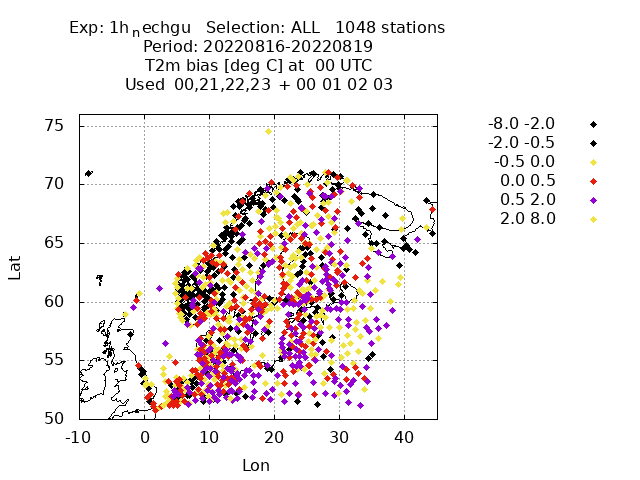 Exp: 1h_nechgu   Selection: ALL   1048 stations
Period: 20220816-20220819
T2m bias [deg C] at  00 UTC
Used  00,21,22,23  + 00 01 02 03
-8.0 -2.0
-2.0 -0.5
-0.5 0.0
0.0 0.5
0.5 2.0
2.0 8.0
75
70
65
60
55
50
Lat
-10 0 10 20 30 40
Lon